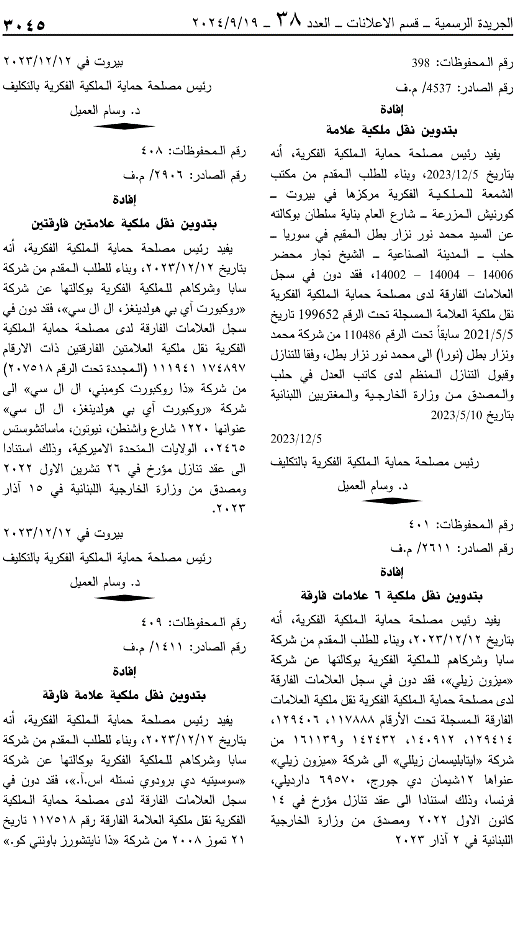 الجريدة الرسمية ــ قسم الاعلانات ــ العدد ٣٨ ــ ٢٠٢٤/٩/١٩
٣٠٤٥
رقم المحفوظات: 398
رقم الصادر: 4537/ م.ف
إفادة
بتدوين نقل ملكية علامة
يفيد رئيس مصلحة حماية الملكية الفكرية، أنه
بتاريخ 2023/12/5، وبناء للطلب المقدم من مكتب
الشمعة للملكية الفكرية مركزها في بيروت ــ
كورنيش المزرعة ــ شارع العام بناية سلطان بوكالته
عن السيد محمد نور نزار بطل المقيم في سوريا ــ
حلب ــ المدينة الصناعية ــ الشيخ نجار محضر
14006 – 14004 – 14002، فقد دون في سجل
العلامات الفارقة لدى مصلحة حماية الملكية الفكرية
نقل ملكية العلامة المسجلة تحت الرقم 199652 تاريخ
2021/5/5 سابقاً تحت الرقم 110486 من شركة محمد
ونزار بطل (نورا) الى محمد نور نزار بطل، وفقا للتنازل
وقبول التنازل المنظم لدى كاتب العدل في حلب
والمصدق من وزارة الخارجية والمغتربين اللبنانية
بتاريخ 2023/5/10
2023/12/5
رئيس مصلحة حماية الملكية الفكرية بالتكليف
د. وسام العميل
رقم المحفوظات: ٤٠١
رقم الصادر: ٢٦١١/ م.ف
إفادة
بتدوين نقل ملكية ٦ علامات فارقة
يفيد رئيس مصلحة حماية الملكية الفكرية، أنه
بتاريخ ٢٠٢٣/١٢/١٢، وبناء للطلب المقدم من شركة
سابا وشركاهم للملكية الفكرية بوكالتها عن شركة
«ميزون زيلي»، فقد دون في سجل العلامات الفارقة
لدى مصلحة حماية الملكية الفكرية نقل ملكية العلامات
الفارقة المسجلة تحت الأرقام ١١٧٨٨٨، ١٢٩٤٠٦،
١٢٩٤١٤، ١٤٠٩١٢، ١٤٢٤٣٢ و١٦١١٣٩ من
شركة «ايتابليسمان زيللي» الى شركة «ميزون زيلي»
عنواها ١٢شيمان دي جورج، ٦٩٥٧٠ دارديلي،
فرنسا، وذلك استنادا الى عقد تنازل مؤرخ في ١٤
كانون الاول ٢٠٢٢ ومصدق من وزارة الخارجية
اللبنانية في ٢ آذار ٢٠٢٣
بيروت في ٢٠٢٣/١٢/١٢
رئيس مصلحة حماية الملكية الفكرية بالتكليف
د. وسام العميل
رقم المحفوظات: ٤٠٨
رقم الصادر: ٢٩٠٦/ م.ف
إفادة
بتدوين نقل ملكية علامتين فارقتين
يفيد رئيس مصلحة حماية الملكية الفكرية، أنه
بتاريخ ٢٠٢٣/١٢/١٢، وبناء للطلب المقدم من شركة
سابا وشركاهم للملكية الفكرية بوكالتها عن شركة
«روكبورت آي بي هولدينغز، ال ال سي»، فقد دون في
سجل العلامات الفارقة لدى مصلحة حماية الملكية
الفكرية نقل ملكية العلامتين الفارقتين ذات الارقام
١٧٤٨٩٧ ١١١٩٤١ (المجددة تحت الرقم ٢٠٧٥١٨)
من شركة «ذا روكبورت كومبني، ال ال سي» الى
شركة «روكبورت آي بي هولدينغز، ال ال سي»
عنوانها ١٢٢٠ شارع واشنطن، نيوتون، ماساتشوستس
٠٢٤٦٥، الولايات المتحدة الاميركية، وذلك استنادا
الى عقد تنازل مؤرخ في ٢٦ تشرين الاول ٢٠٢٢
ومصدق من وزارة الخارجية اللبنانية في ١٥ آذار
٢٠٢٣.
بيروت في ٢٠٢٣/١٢/١٢
رئيس مصلحة حماية الملكية الفكرية بالتكليف
د. وسام العميل
رقم المحفوظات: ٤٠٩
رقم الصادر: ١٤١١/ م.ف
إفادة
بتدوين نقل ملكية علامة فارقة
يفيد رئيس مصلحة حماية الملكية الفكرية، أنه
بتاريخ ٢٠٢٣/١٢/١٢، وبناء للطلب المقدم من شركة
سابا وشركاهم للملكية الفكرية بوكالتها عن شركة
«سوسيتيه دي برودوي نستله اس.آ.»، فقد دون في
سجل العلامات الفارقة لدى مصلحة حماية الملكية
الفكرية نقل ملكية العلامة الفارقة رقم ١١٧٥١٨ تاريخ
٢١ تموز ٢٠٠٨ من شركة «ذا نايتشورز باونتي كو.»